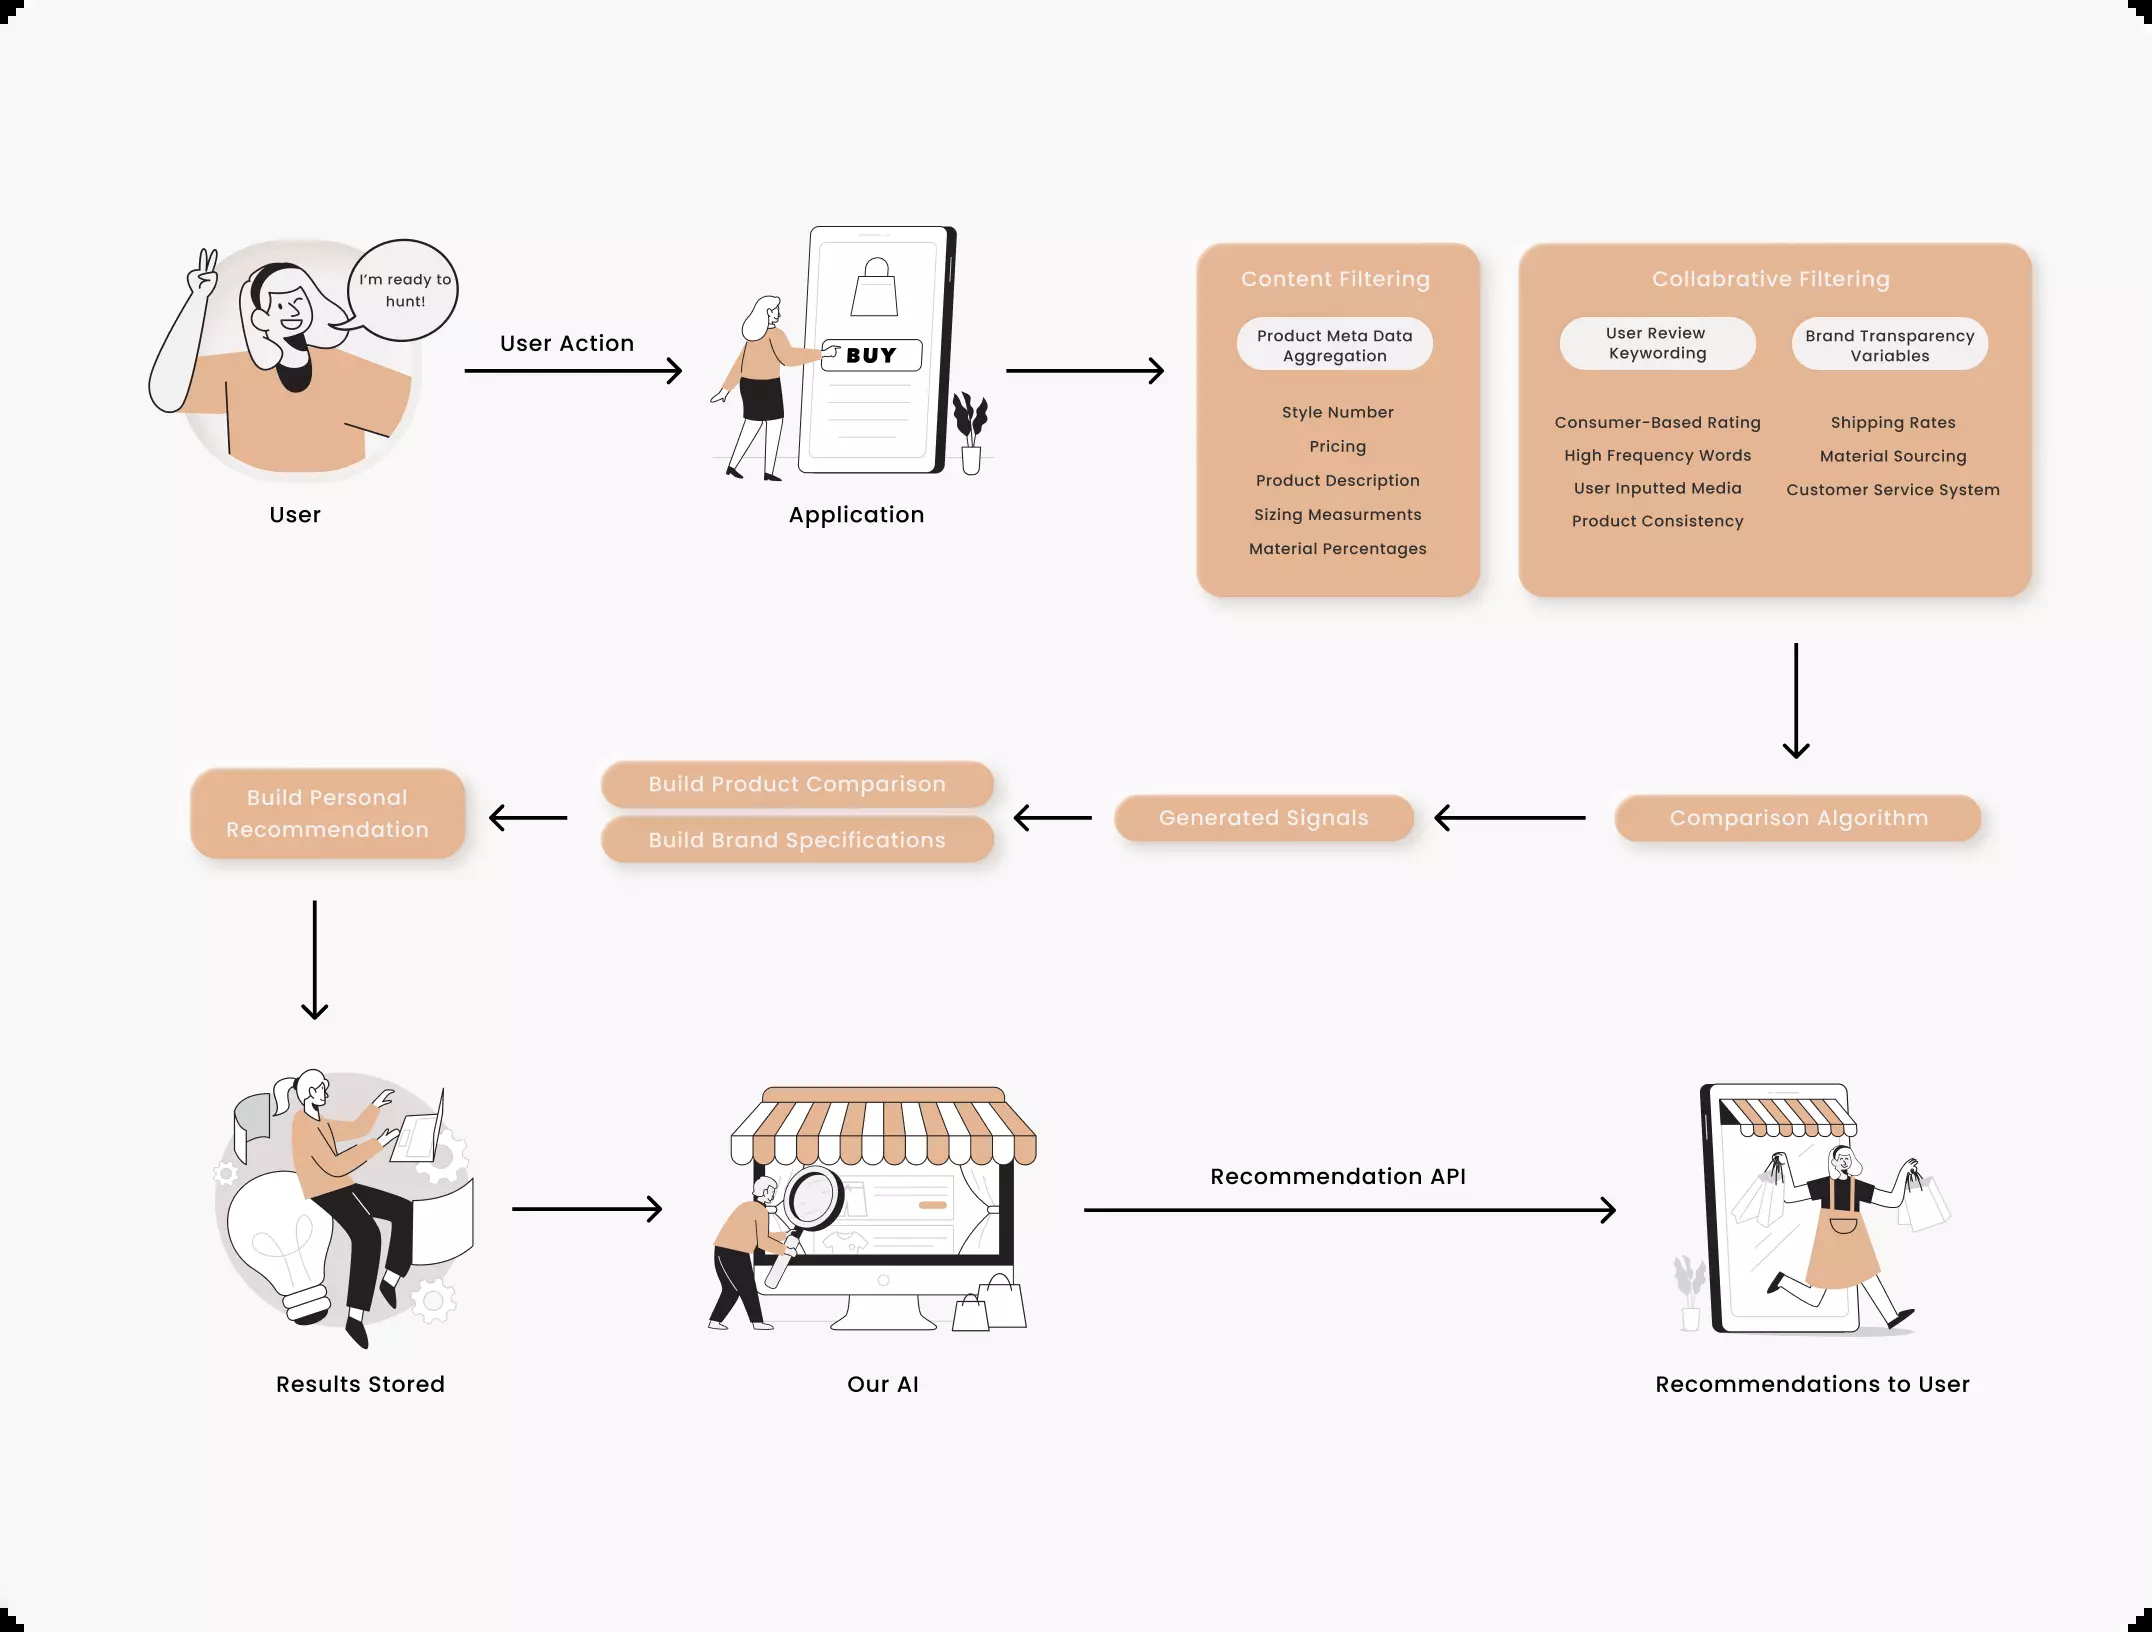 I'm ready to
hunt!
User Action
BUY
User
Application
Content Filtering
Product Meta Data
Aggregation
Style Number
Pricing
Product Description
Sizing Measurments
Material Percentages
Collabrative Filtering
User Review
Keywording
Consumer-Based Rating
High Frequency Words
User Inputted Media
Product Consistency
Brand Transparency
Variables
Shipping Rates
Material Sourcing
Customer Service System
Comparison Algorithm
Generated Signals
Build Product Comparison
Build Brand Specifications
Build Personal
Recommendation
Results Stored
Our AI
Recommendation API
Recommendations to User